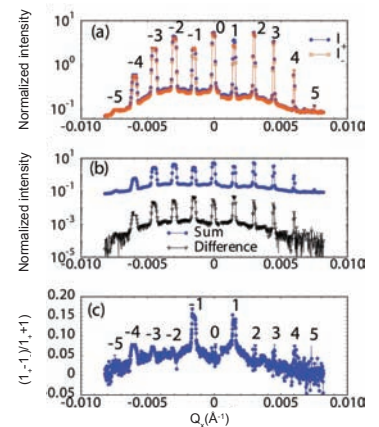 Normalized intensity
10¹
10⁰
10⁻¹
(a)
-5 -4 -3 -2 -1 0 1 2 3 4 5
I₊
I₋
-0.010 -0.005 0 0.005 0.010
Normalized intensity
10¹
10⁻¹
10⁻³
10⁻⁵
(b)
Sum
Difference
-0.010 -0.005 0 0.005 0.010
(1₊-1.)/1₊+1)
0.20
0.15
0.10
0.05
0
0.05
(c)
-5 -4 -3 -2 -1 0 1 2 3 4 5
-0.010 -0.005 0 0.005 0.010
Qₓ(Å⁻¹)